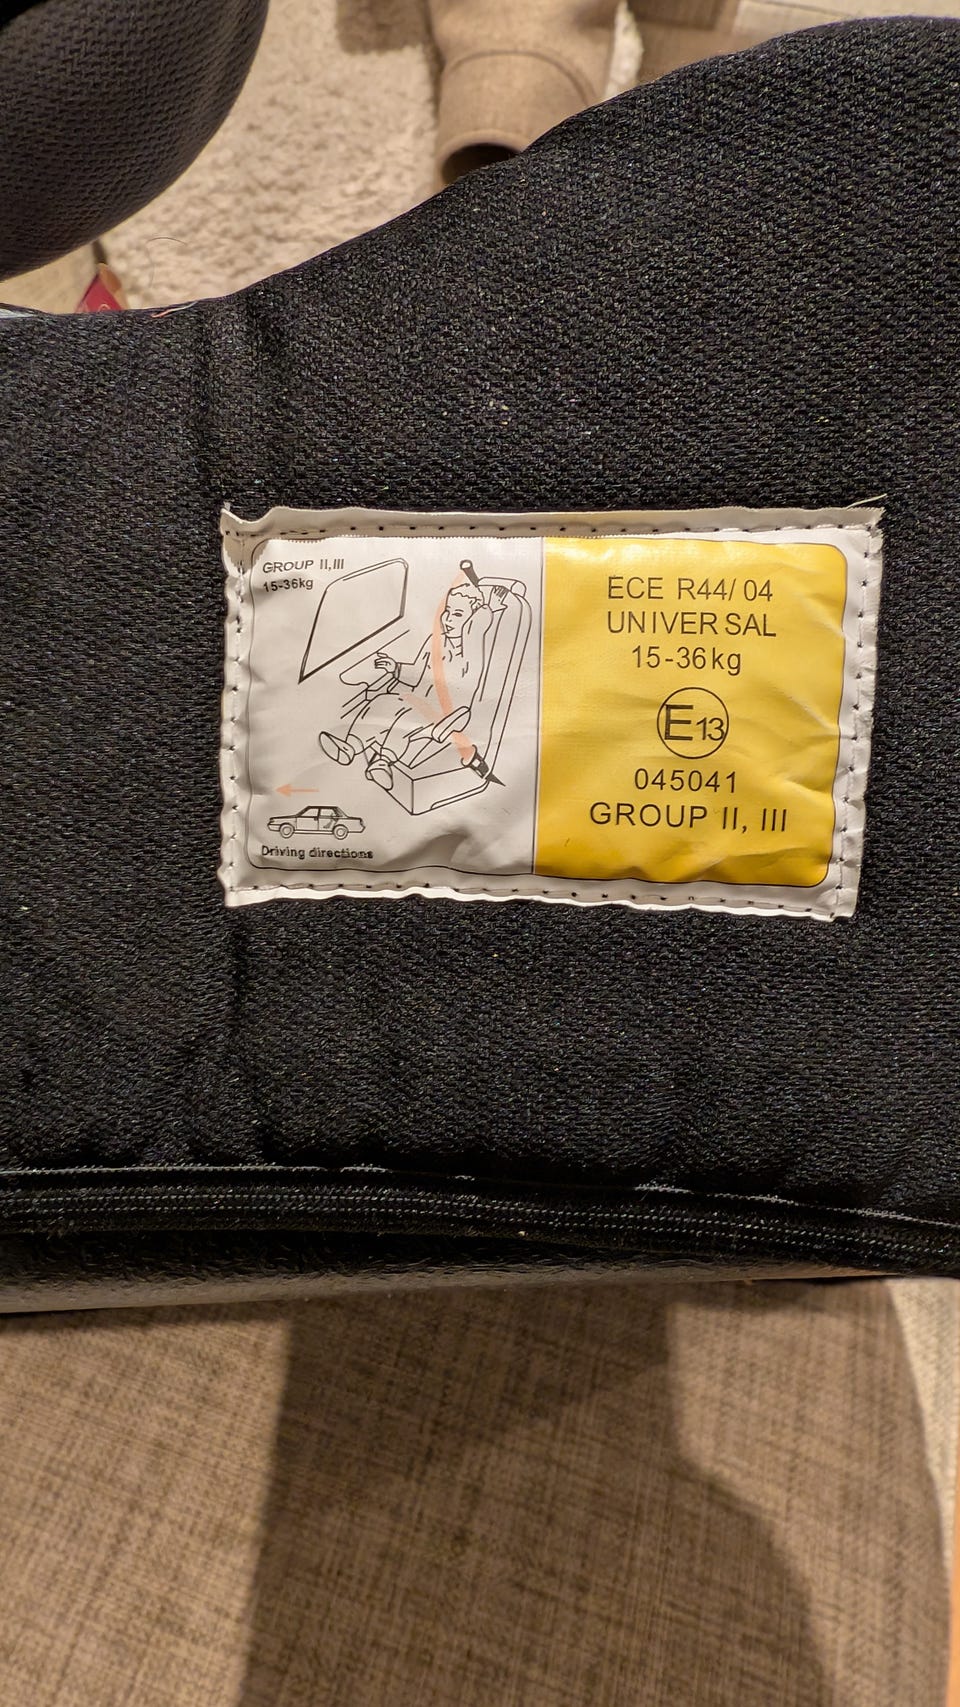 GROUP II,III
15-36kg
Driving directions
ECE R44/04
UNIVERSAL
15-36kg
E13
045041
GROUP II, III